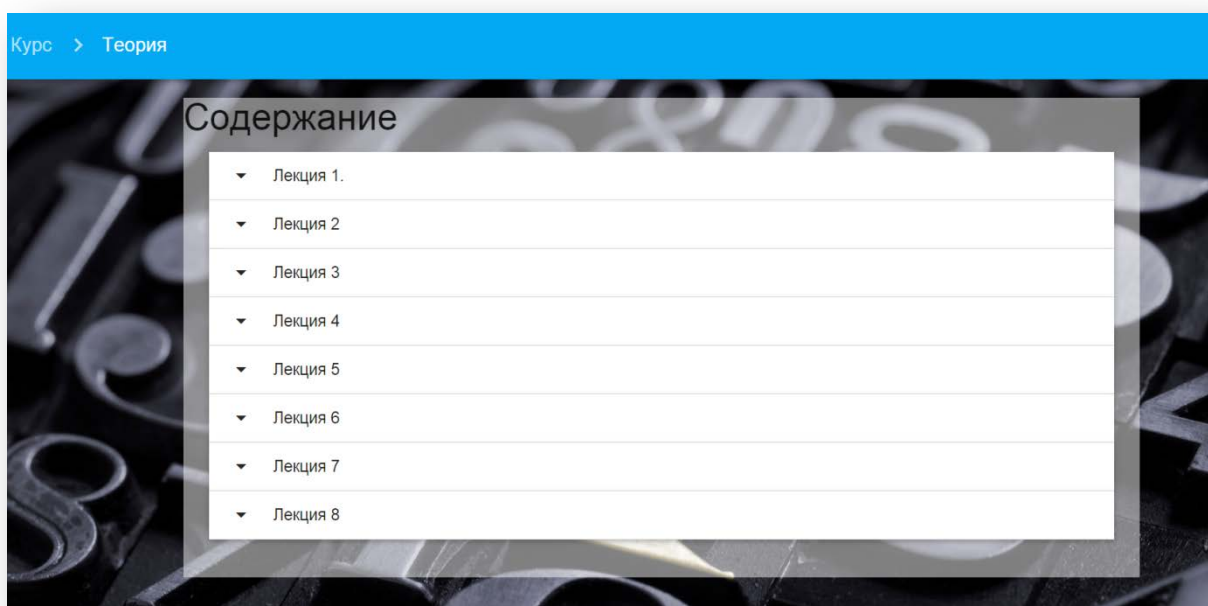 Курс > Теория
Содержание
Лекция 1.
Лекция 2
Лекция 3
Лекция 4
Лекция 5
Лекция 6
Лекция 7
Лекция 8